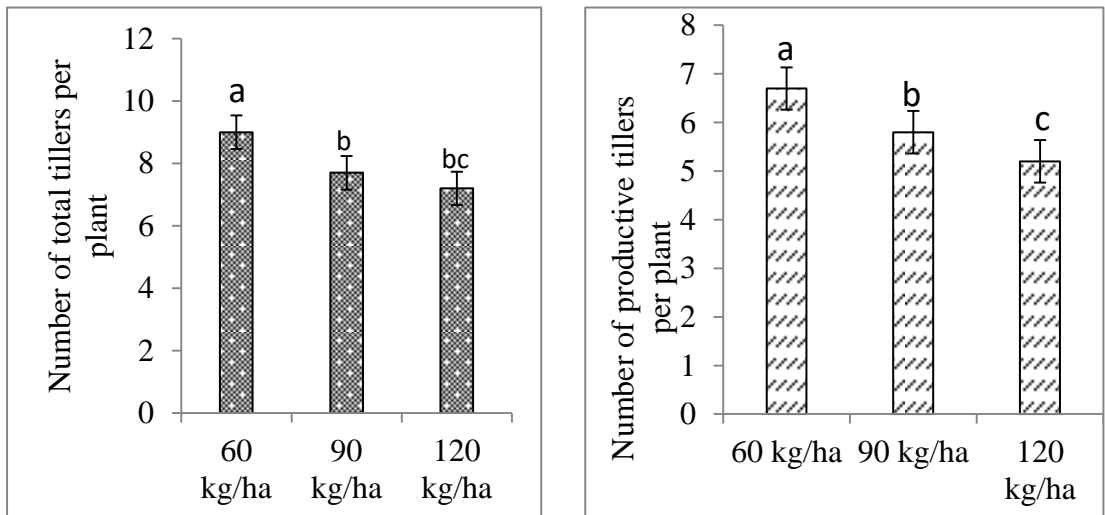 Number of total tillers per
plant
12
10
8
6
4
2
0
a
b
bc
60
kg/ha
90
kg/ha
120
kg/ha
Number of productive tillers
per plant
8
7
6
5
4
3
2
1
0
a
b
c
60 kg/ha
90 kg/ha
120
kg/ha